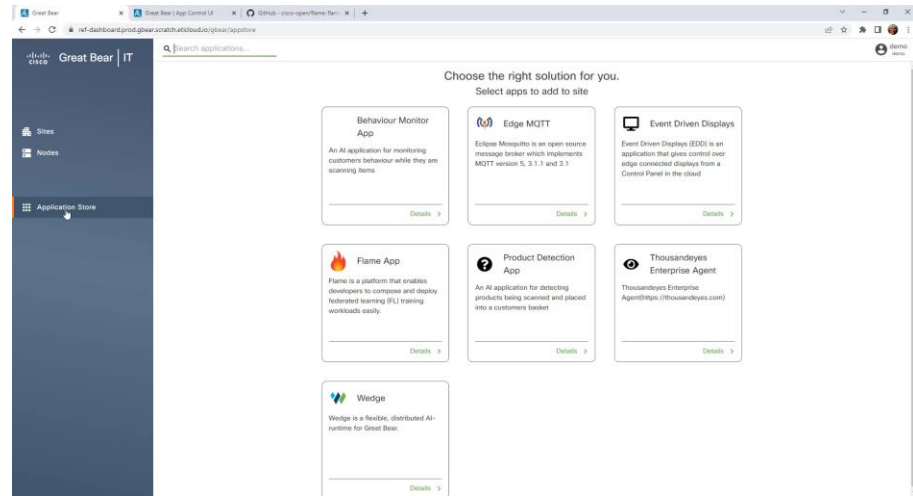 Great Bear
Great Bear | App Control UI
GitHub - cisco-open/flame: flam
ref-dashboard.prod.gbear.scratch.eticloud.io/gbear/appstore
CISCO
Great Bear | IT
Search applications...
demo
demo
Sites
Nodes
Application Store
Choose the right solution for you.
Select apps to add to site
Behaviour Monitor
App
An AI application for monitoring
customers behaviour while they are
scanning items
Details >
Edge MQTT
Eclipse Mosquitto is an open source
message broker which implements
MQTT version 5, 3.1.1 and 3.1
Details >
Event Driven Displays
Event Driven Displays (EDD) is an
application that gives control over
edge connected displays from a
Control Panel in the cloud
Details >
Flame App
Flame is a platform that enables
developers to compose and deploy
federated learning (FL) training
workloads easily.
Details >
Product Detection
App
An AI application for detecting
products being scanned and placed
into a customers basket
Details >
Thousandeyes
Enterprise Agent
Thousandeyes Enterprise
Agent(https://thousandeyes.com)
Details >
Wedge
Wedge is a flexible, distributed AI-
runtime for Great Bear.
Details >